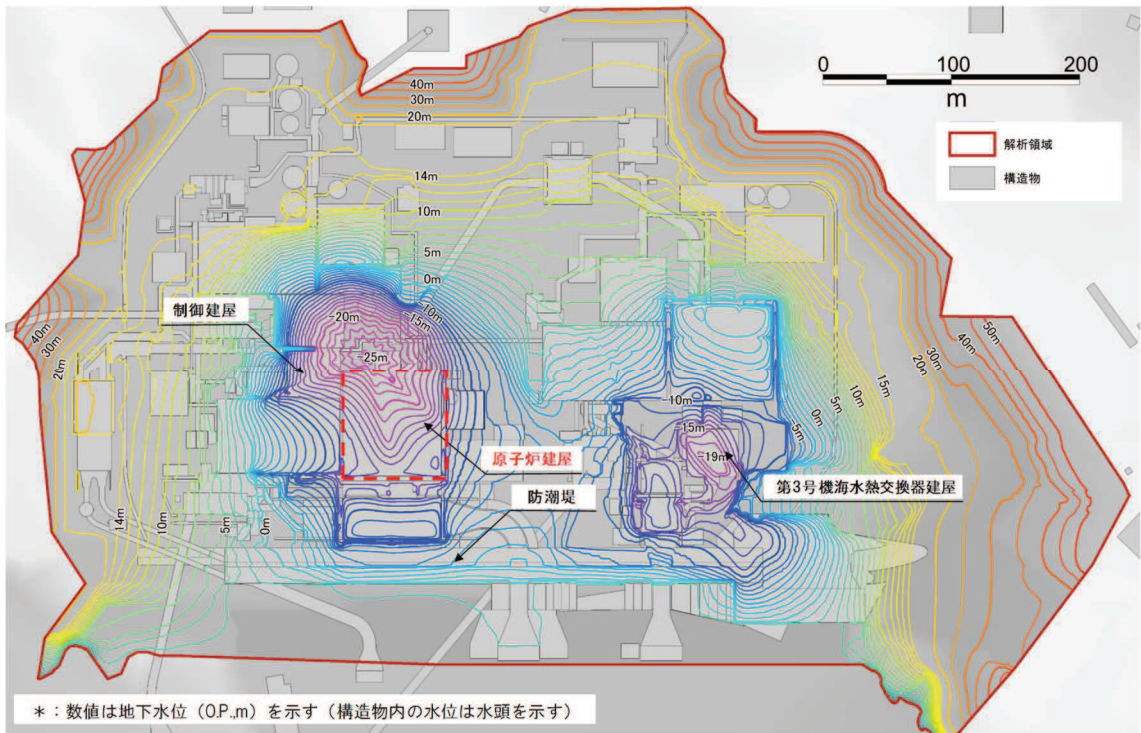 0 100 200
m
解析領域
構造物
40m
30m
20m
14m
10m
5m
0m
-10m
-15m
制御建屋
-20m
-25m
40m
30m
20m
50m
40m
30m
20m
15m
10m
5m
0m
-5m
-10m
-15m
-19m
原子炉建屋
第3号機海水熱交換器建屋
防潮堤
14m
10m
5m
0m
*:数値は地下水位(O.P.,m)を示す(構造物内の水位は水頭を示す)